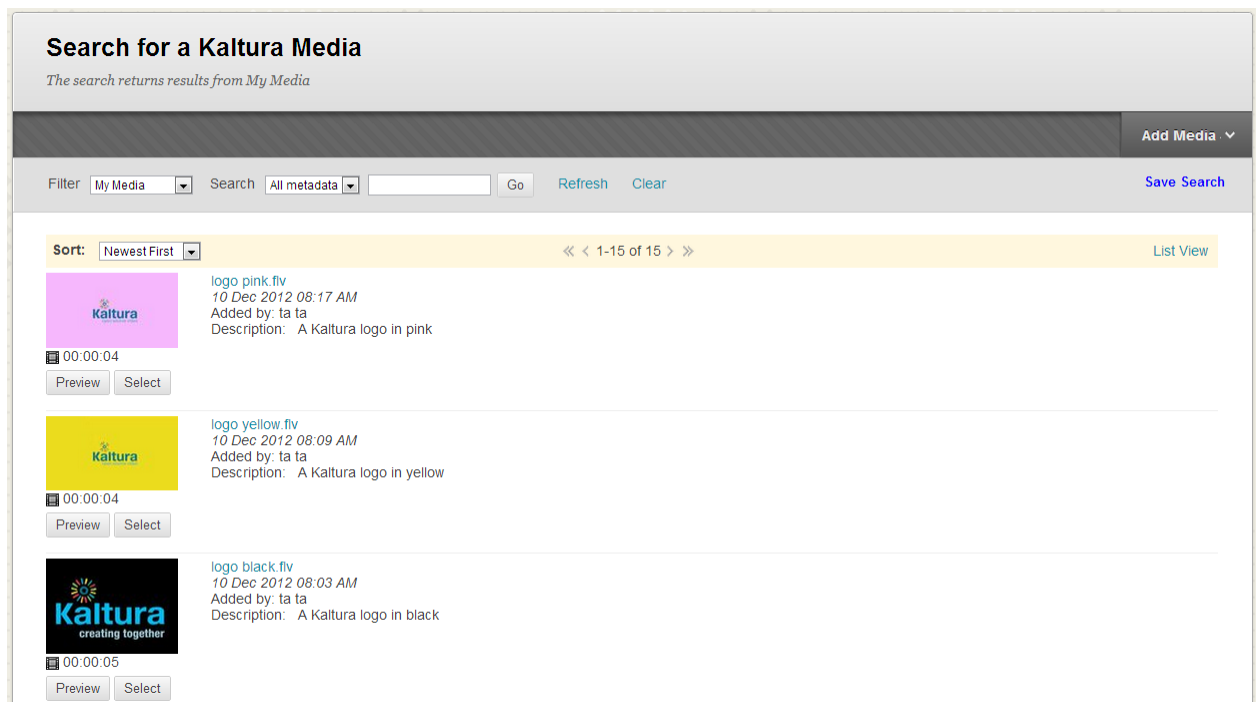 Search for a Kaltura Media
The search returns results from My Media
Add Media
Filter My Media Search All metadata Go Refresh Clear Save Search
Sort: Newest First 1-15 of 15 List View
Kaltura
logo pink.flv
10 Dec 2012 08:17 AM
Added by: ta ta
Description: A Kaltura logo in pink
00:00:04
Preview Select
Kaltura
logo yellow.flv
10 Dec 2012 08:09 AM
Added by: ta ta
Description: A Kaltura logo in yellow
00:00:04
Preview Select
Kaltura
creating together
logo black.flv
10 Dec 2012 08:03 AM
Added by: ta ta
Description: A Kaltura logo in black
00:00:05
Preview Select